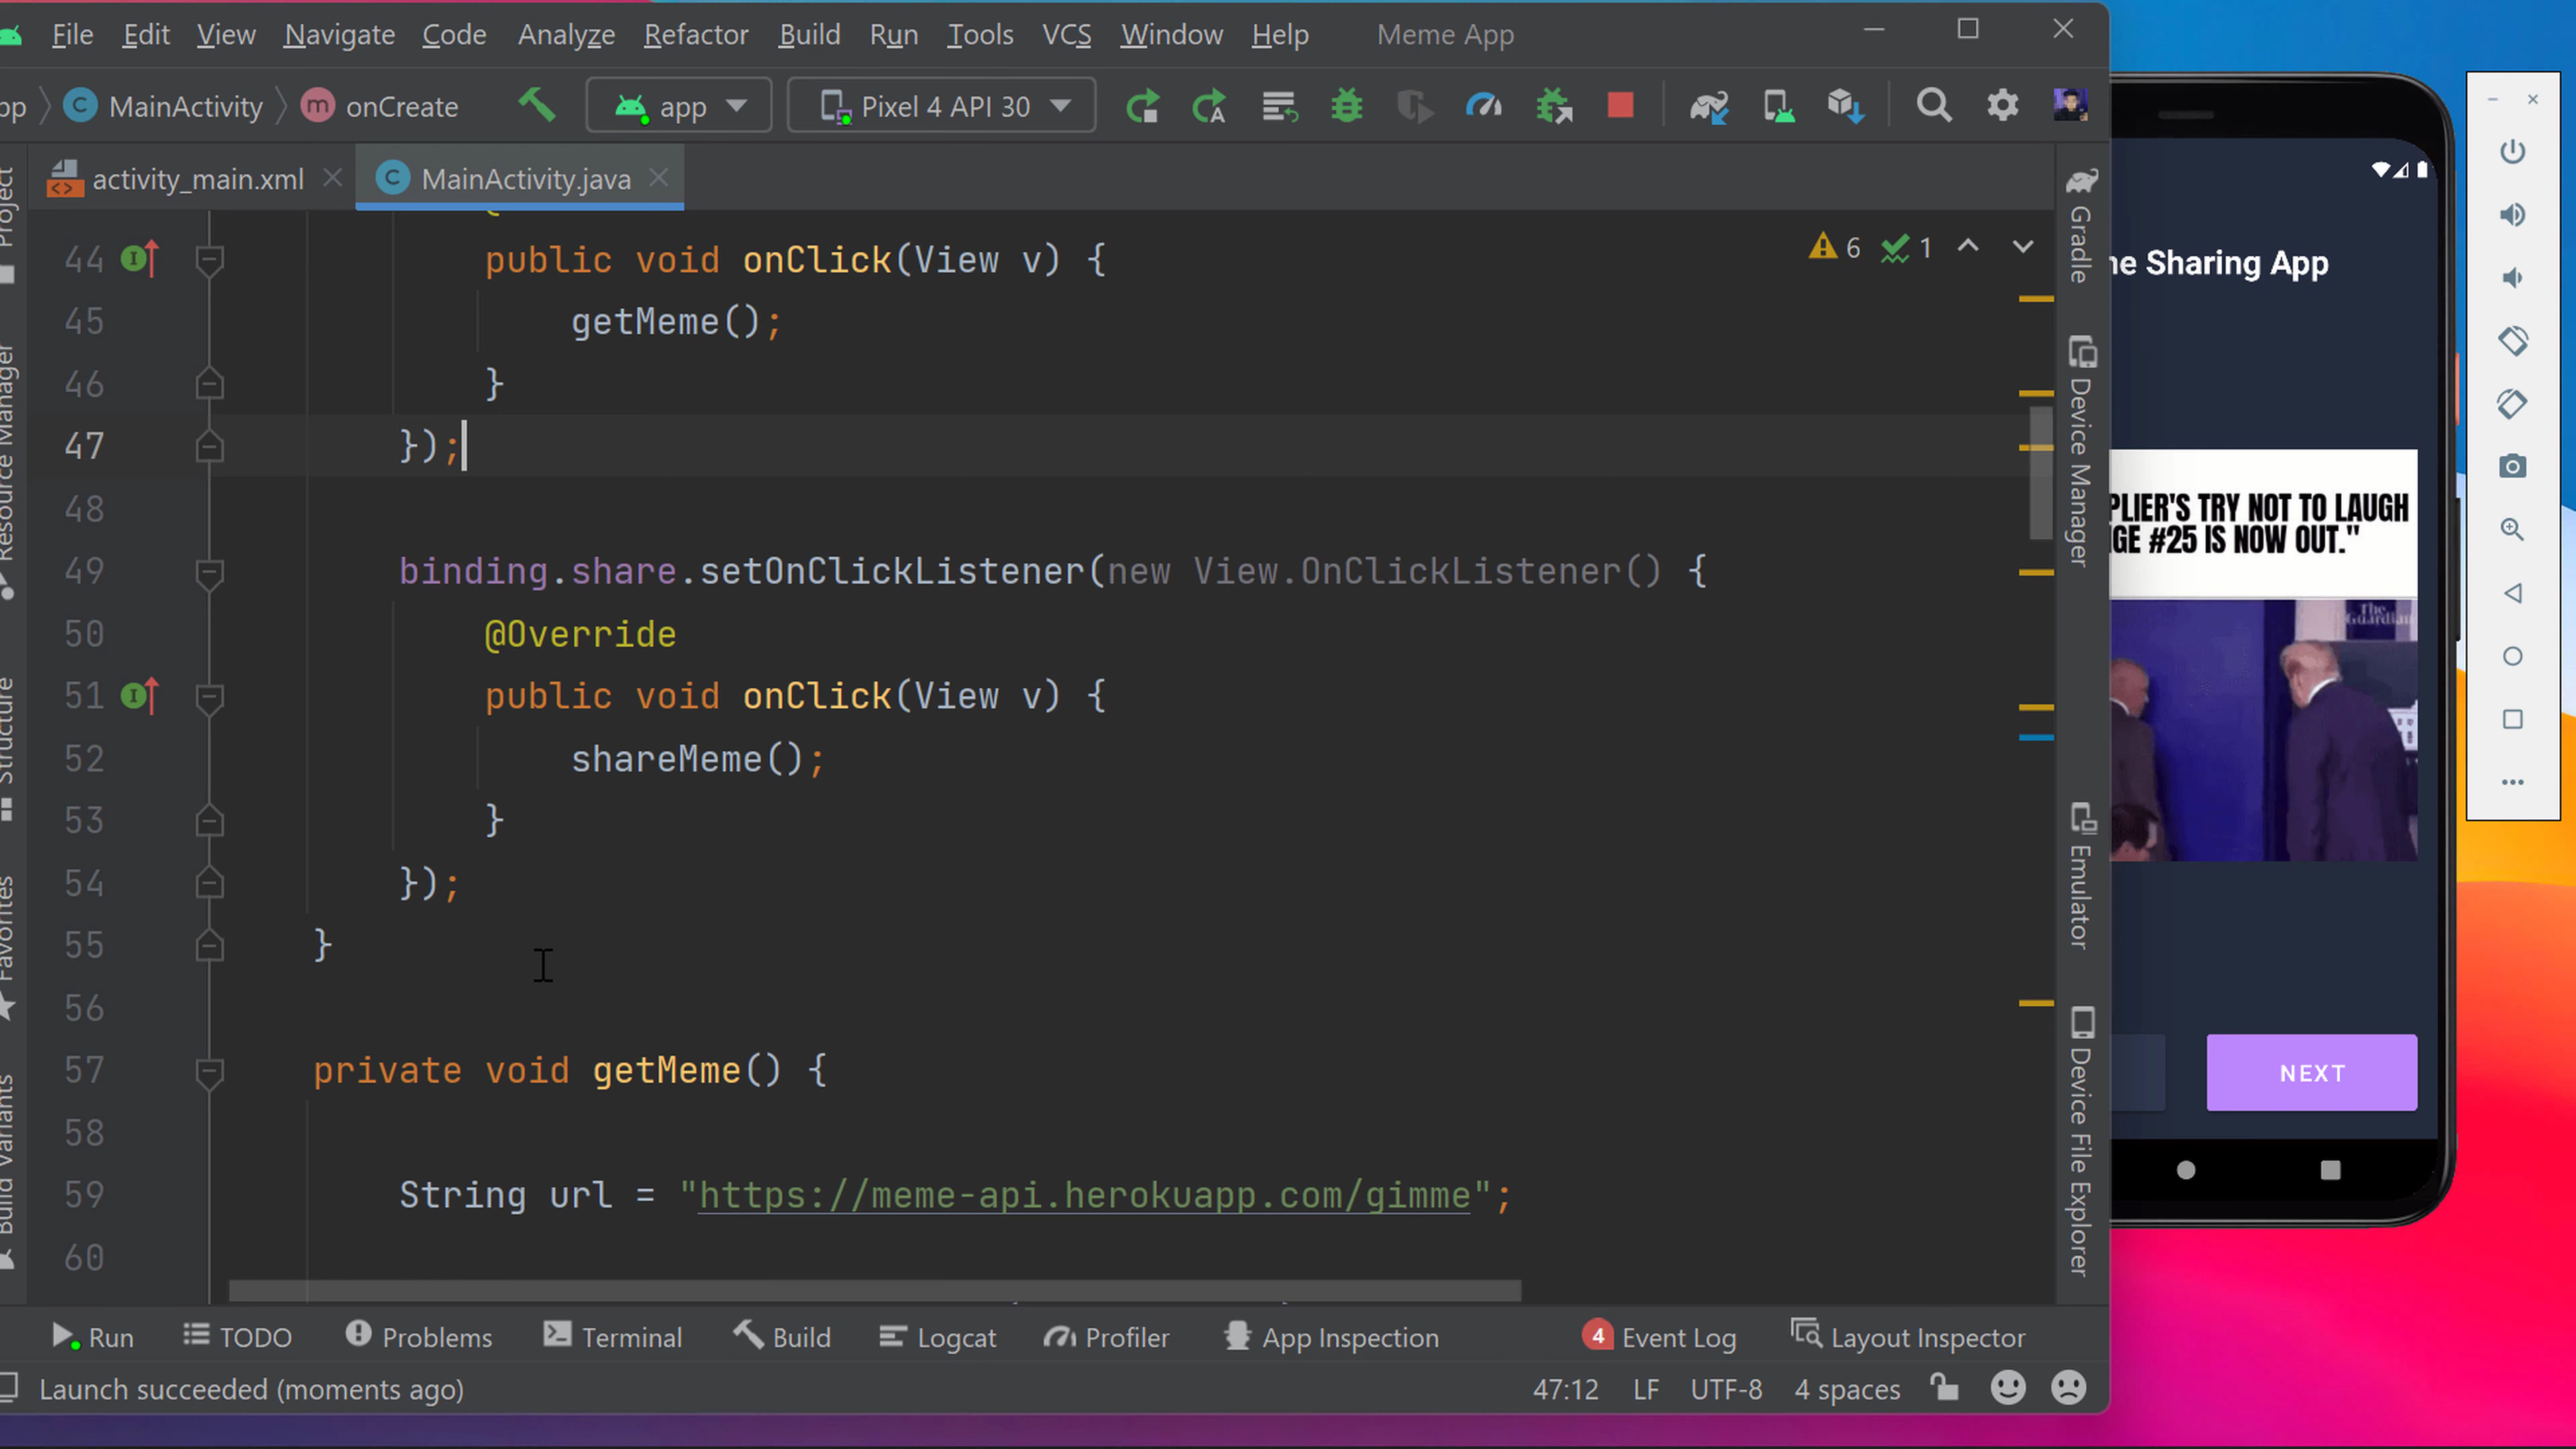 File Edit View Navigate Code Analyze Refactor Build Run Tools VCS Window Help Meme App
MainActivity onCreate app Pixel 4 API 30
activity_main.xml MainActivity.java
6 1
44 public void onClick(View v) {
45 getMeme();
46 }
47 });
48
49 binding.share.setOnClickListener(new View.OnClickListener() {
50 @Override
51 public void onClick(View v) {
52 shareMeme();
53 }
54 });
55 }
56
57 private void getMeme() {
58
59 String url = "https://meme-api.herokuapp.com/gimme";
60
Project
Resource Manager
Structure
Favorites
Build Variants
Gradle
Device Manager
Emulator
Device File Explorer
Run TODO Problems Terminal Build Logcat Profiler App Inspection 4 Event Log Layout Inspector
Launch succeeded (moments ago) 47:12 LF UTF-8 4 spaces
Sharing App
TRY NOT TO LAUGH
#25 IS NOW OUT."
The
Guardian
NEXT